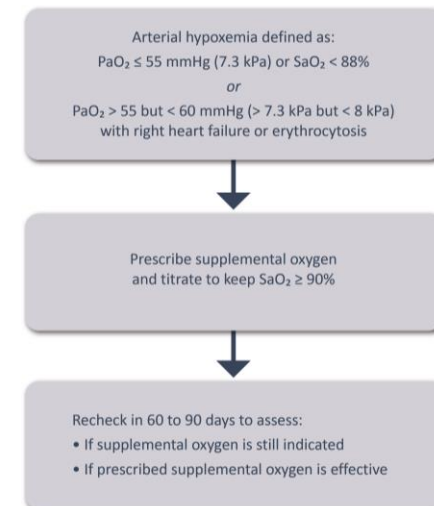 Arterial hypoxemia defined as:
PaO₂ ≤ 55 mmHg (7.3 kPa) or SaO₂ < 88%
or
PaO₂ > 55 but < 60 mmHg (> 7.3 kPa but < 8 kPa)
with right heart failure or erythrocytosis
Prescribe supplemental oxygen
and titrate to keep SaO₂ ≥ 90%
Recheck in 60 to 90 days to assess:
• If supplemental oxygen is still indicated
• If prescribed supplemental oxygen is effective